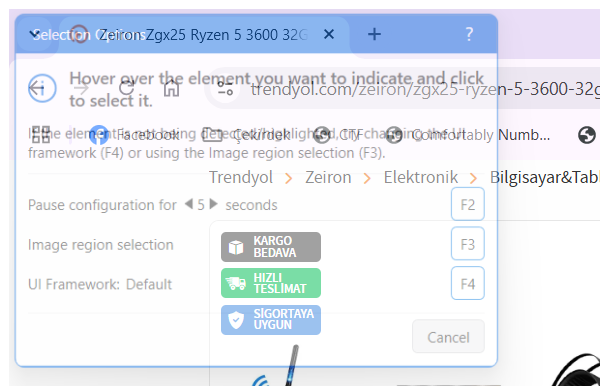 Selection Options
Zeiron Zgx25 Ryzen 5 3600 32G
?
Hover over the element you want to indicate and click
to select it.
trendyol.com/zeiron/zgx25-ryzen-5-3600-32g
Facebook
Çekirdek
CTF
Comfortably Numb...
If the element is not being detected/highlighted, try changing the UI
framework (F4) or using the Image region selection (F3).
Trendyol > Zeiron > Elektronik > Bilgisayar&Tabl
Pause configuration for 5 seconds
F2
Image region selection
F3
UI Framework: Default
F4
KARGO
BEDAVA
HIZLI
TESLİMAT
SİGORTAYA
UYGUN
Cancel